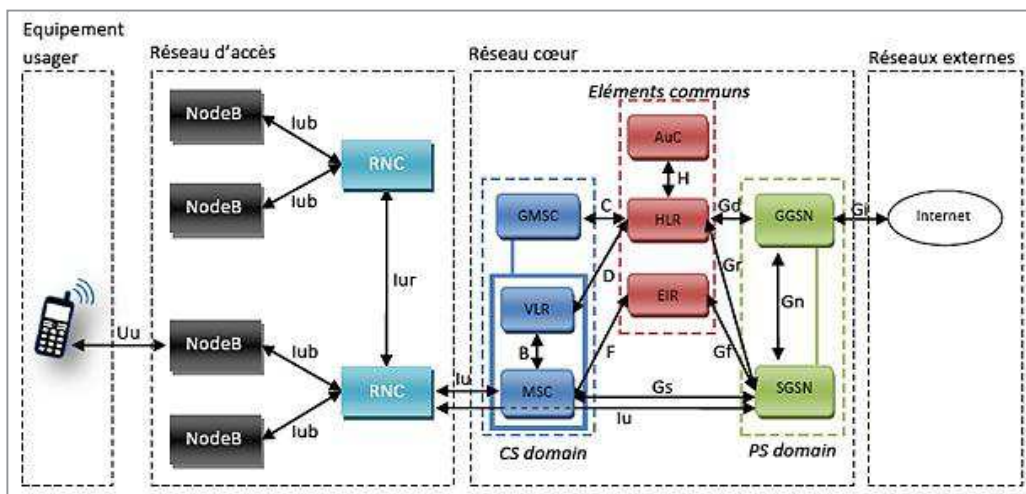 Equipement
usager
Réseau d'accès
Réseau cœur
Réseaux externes
Eléments communs
NodeB
Iub
RNC
AuC
H
NodeB
Iub
GMSC
C
HLR
Gd
GGSN
Gi
Internet
Iur
D
Gr
VLR
EIR
Gn
Uu
NodeB
Iub
B
F
Gf
RNC
Iu
MSC
Gs
SGSN
NodeB
Iub
Iu
CS domain
PS domain